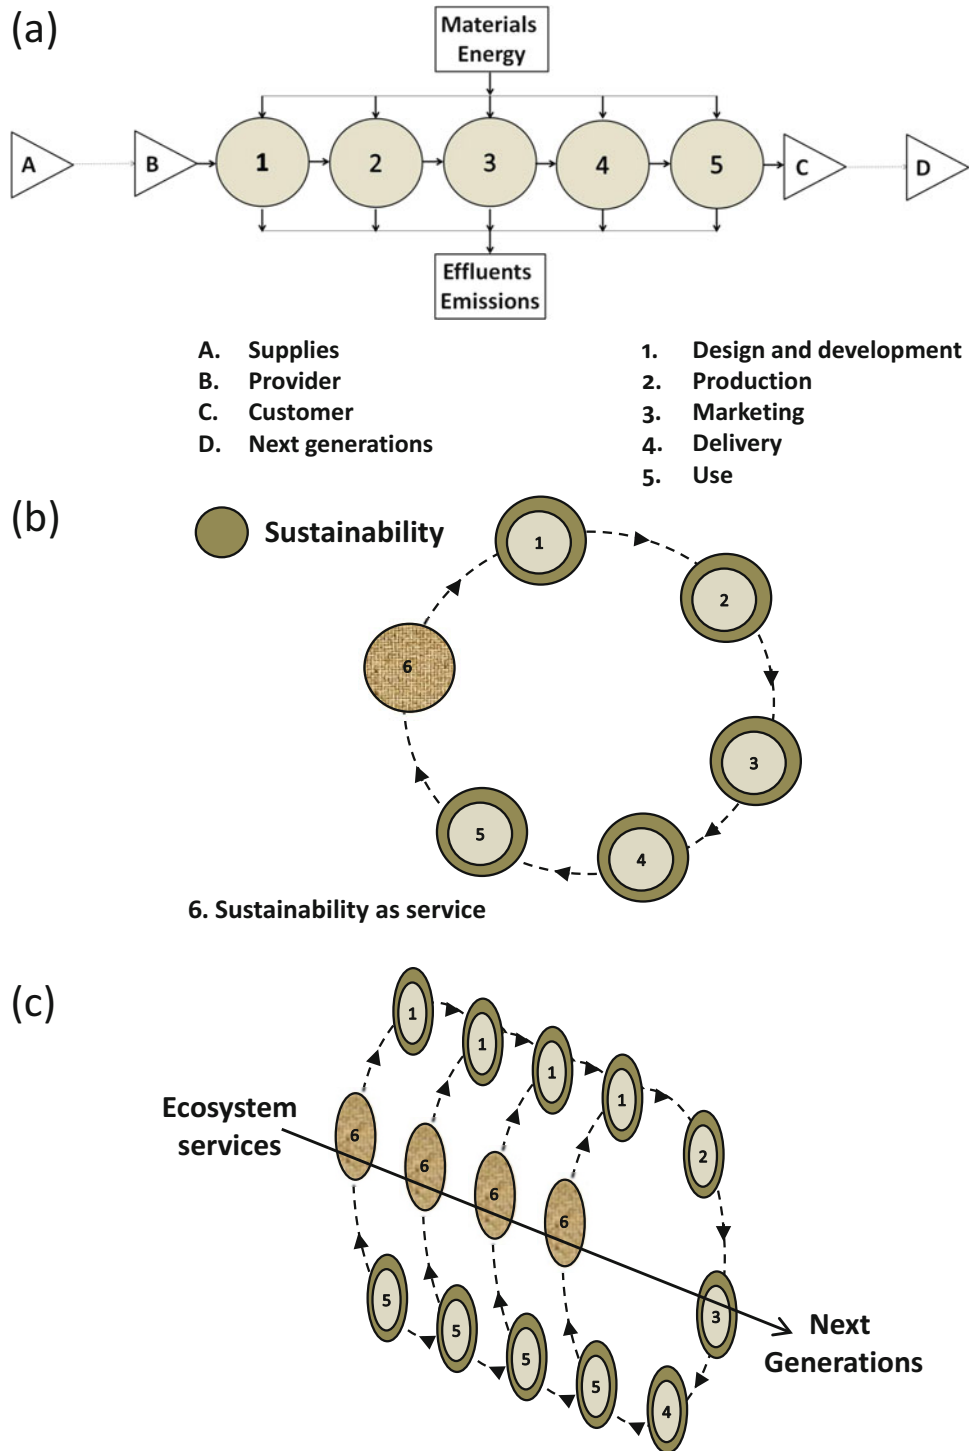 (a)
Materials
Energy
A
B
1
2
3
4
5
C
D
Effluents
Emissions
A. Supplies
B. Provider
C. Customer
D. Next generations
1. Design and development
2. Production
3. Marketing
4. Delivery
5. Use
(b)
Sustainability
1
2
3
4
5
6
6. Sustainability as service
(c)
1
1
1
1
2
Ecosystem
services
6
6
6
6
5
5
5
5
3
4
Next
Generations